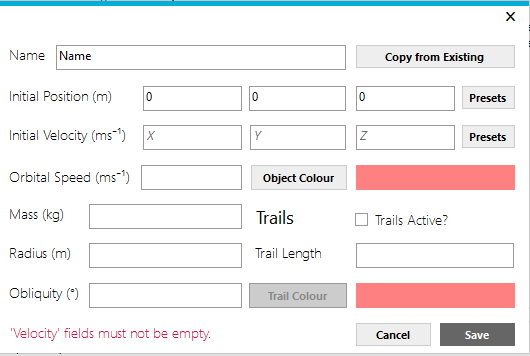 Name Name Copy from Existing
Initial Position (m) 0 0 0 Presets
Initial Velocity (ms⁻¹) X Y Z Presets
Orbital Speed (ms⁻¹) Object Colour
Mass (kg) Trails Trails Active?
Radius (m) Trail Length
Obliquity (°) Trail Colour
'Velocity' fields must not be empty. Cancel Save